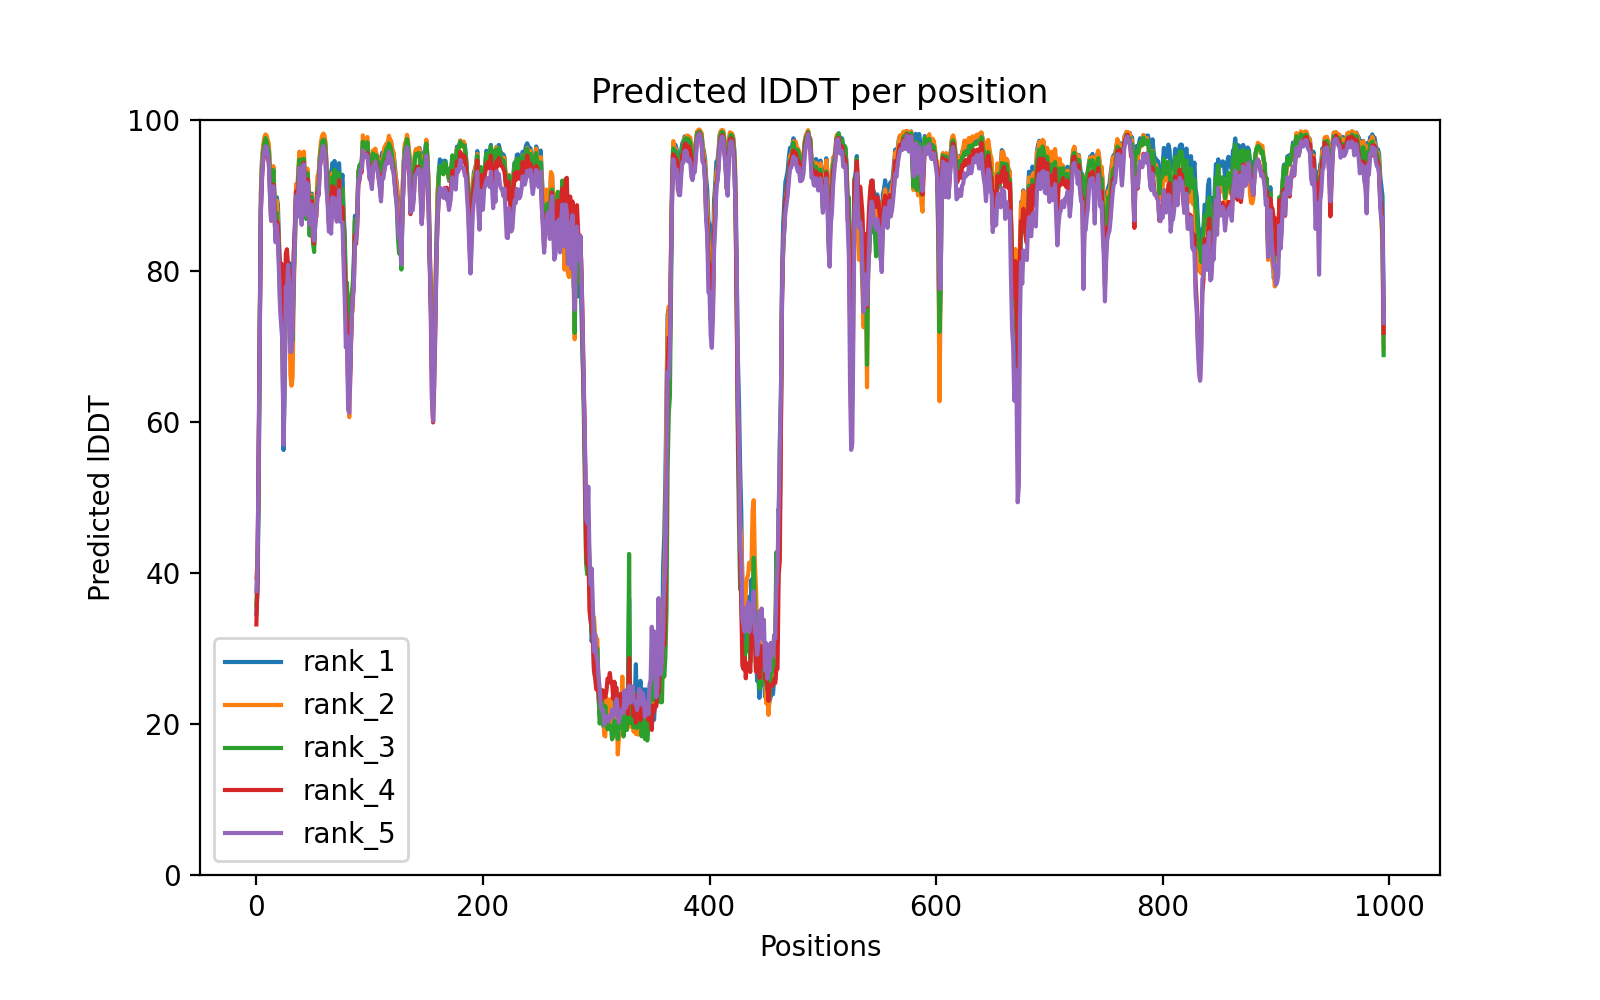 Predicted lDDT per position
Predicted lDDT
100
80
60
40
20
0
rank_1
rank_2
rank_3
rank_4
rank_5
0 200 400 600 800 1000
Positions